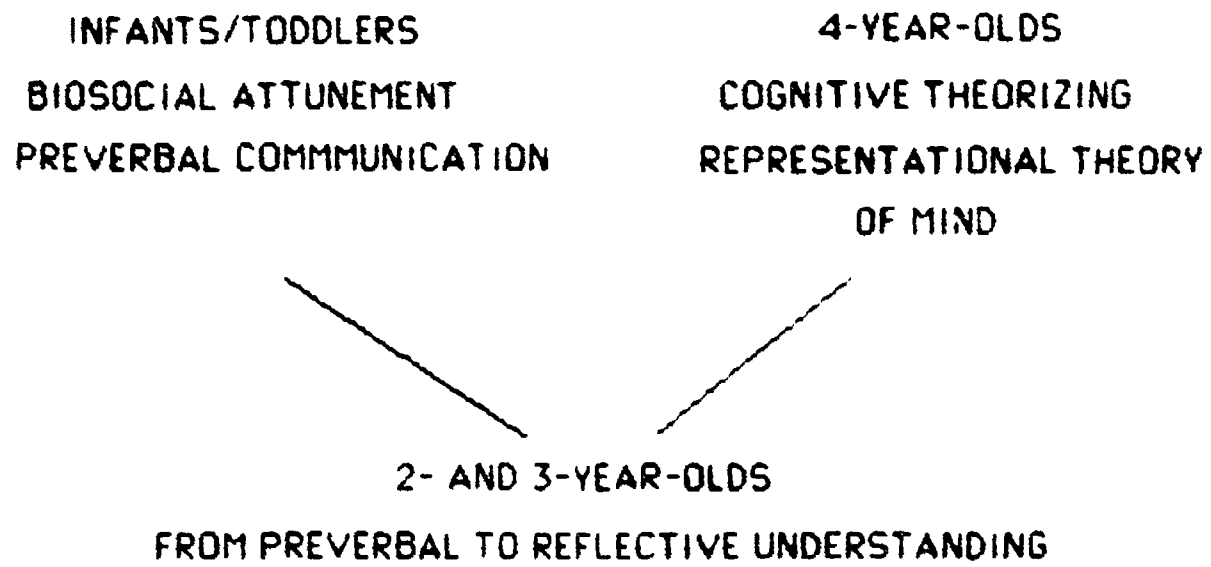 INFANTS/TODDLERS
BIOSOCIAL ATTUNEMENT
PREVERBAL COMMMUNICATION
4-YEAR-OLDS
COGNITIVE THEORIZING
REPRESENTATIONAL THEORY
OF MIND
2- AND 3-YEAR-OLDS
FROM PREVERBAL TO REFLECTIVE UNDERSTANDING